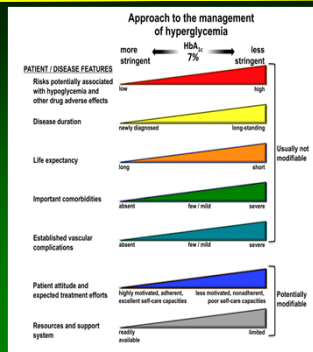 Approach to the management
of hyperglycemia
more
stringent
HbA1c
7%
less
stringent
PATIENT / DISEASE FEATURES
Risks potentially associated
with hypoglycemia and
other drug adverse effects
low
high
Disease duration
newly diagnosed
long-standing
Life expectancy
long
short
Important comorbidities
absent
few / mild
severe
Established vascular
complications
absent
few / mild
severe
Usually not
modifiable
Patient attitude and
expected treatment efforts
highly motivated, adherent,
excellent self-care capacities
less motivated, nonadherent,
poor self-care capacities
Resources and support
system
readily
available
limited
Potentially
modifiable